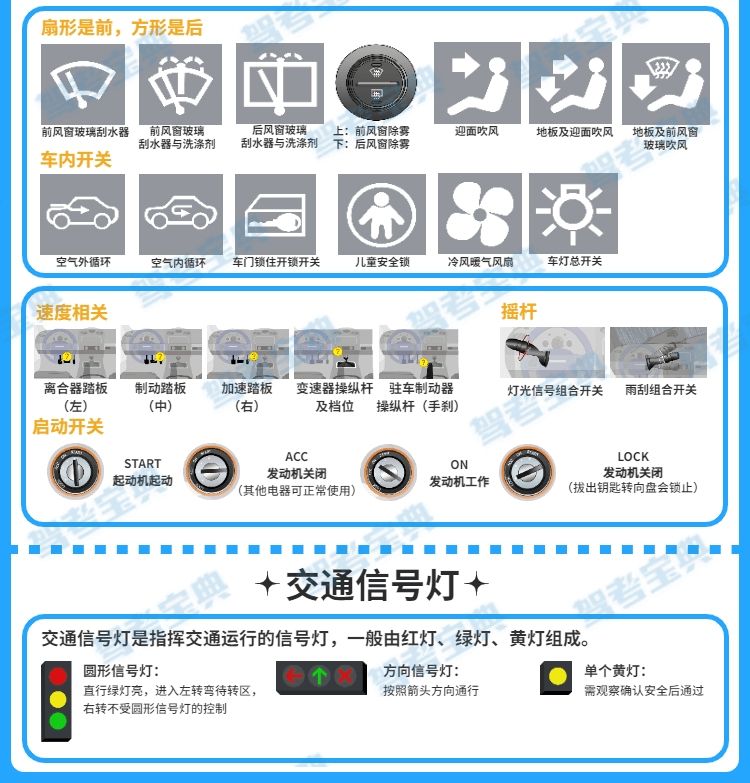 扇形是前，方形是后
前风窗玻璃刮水器
前风窗玻璃
刮水器与洗涤剂
后风窗玻璃
刮水器与洗涤剂
上：前风窗除雾
下：后风窗除雾
迎面吹风
地板及迎面吹风
地板及前风窗
玻璃吹风
车内开关
空气外循环
空气内循环
车门锁住开锁开关
儿童安全锁
冷风暖气风扇
车灯总开关
速度相关
离合器踏板
（左）
制动踏板
（中）
加速踏板
（右）
变速器操纵杆
及档位
驻车制动器
操纵杆（手刹）
摇杆
灯光信号组合开关
雨刮组合开关
启动开关
START
起动机起动
ACC
发动机关闭
（其他电器可正常使用）
ON
发动机工作
LOCK
发动机关闭
（拔出钥匙转向盘会锁止）
交通信号灯
交通信号灯是指挥交通运行的信号灯，一般由红灯、绿灯、黄灯组成。
圆形信号灯：
直行绿灯亮，进入左转弯待转区，
右转不受圆形信号灯的控制
方向信号灯：
按照箭头方向通行
单个黄灯：
需观察确认安全后通过
驾考宝典